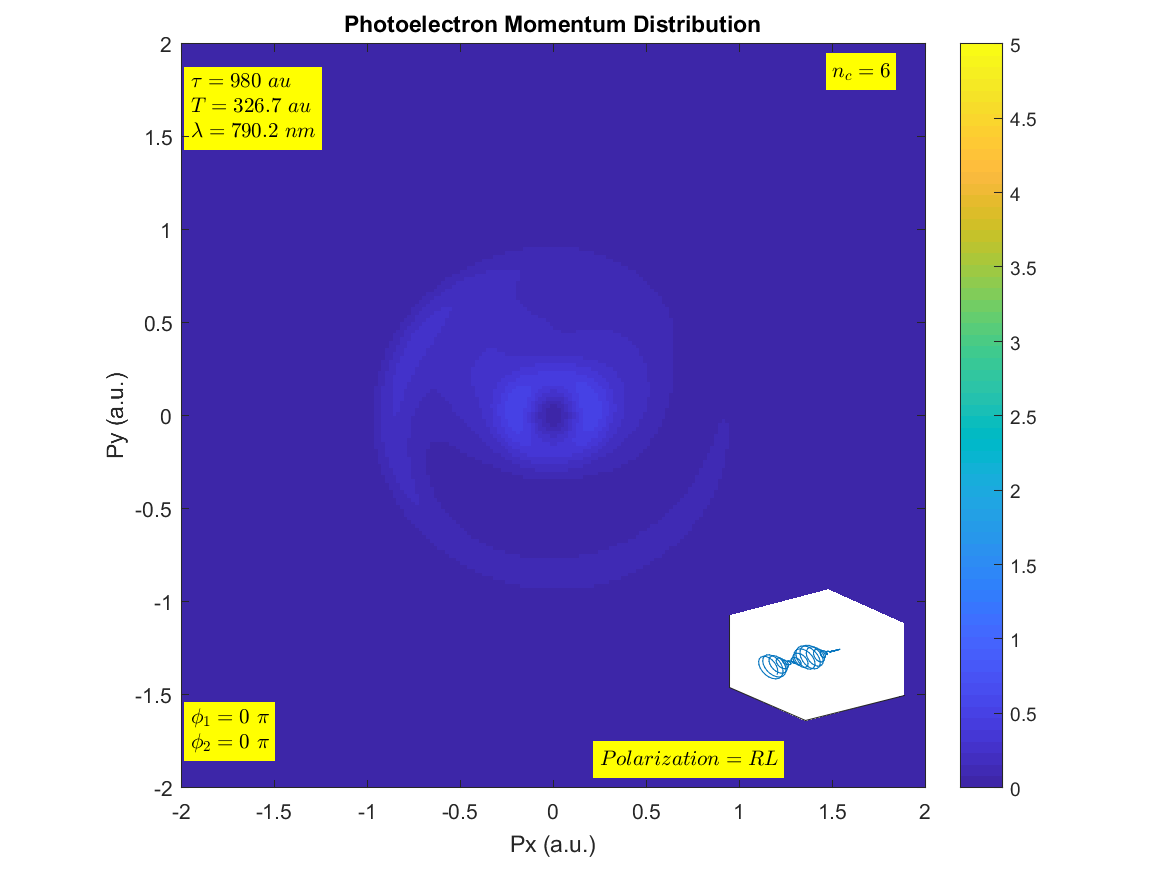 Photoelectron Momentum Distribution
τ = 980 au
T = 326.7 au
λ = 790.2 nm
n_c = 6
ϕ_1 = 0 π
ϕ_2 = 0 π
Polarization = RL
Py (a.u.)
2
1.5
1
0.5
0
-0.5
-1
-1.5
-2
-2 -1.5 -1 -0.5 0 0.5 1 1.5 2
Px (a.u.)
5
4.5
4
3.5
3
2.5
2
1.5
1
0.5
0